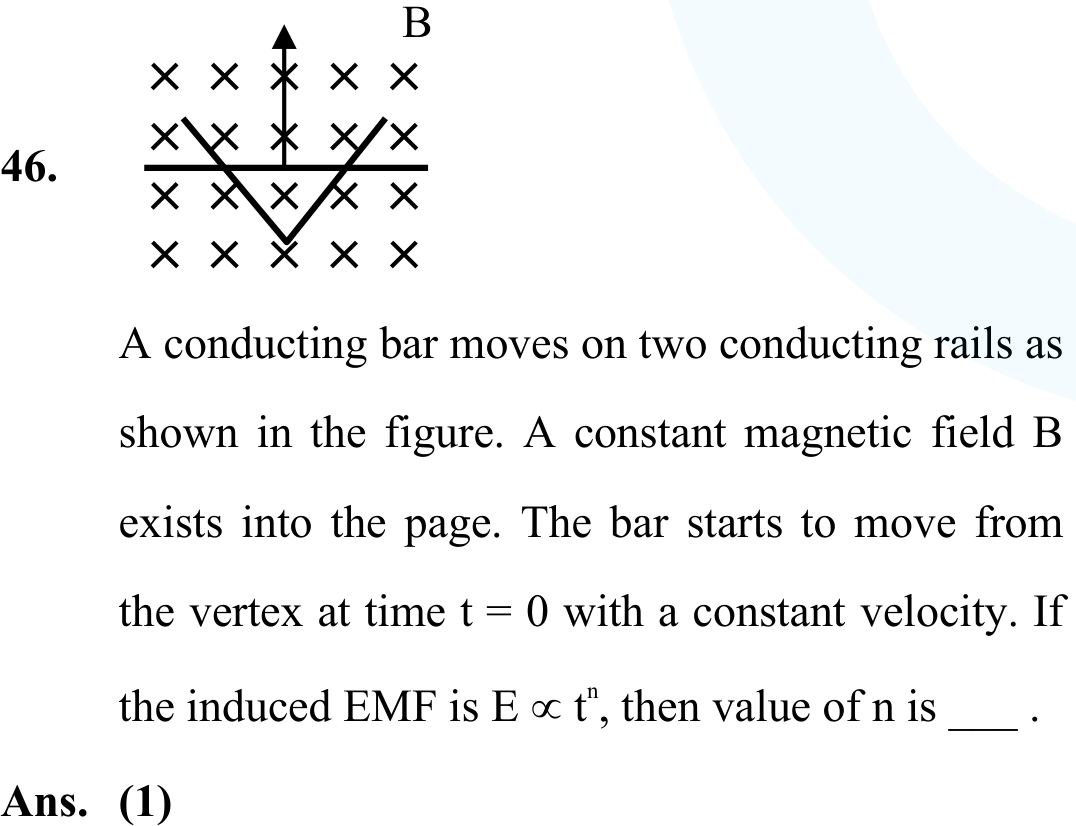 B
46.
A conducting bar moves on two conducting rails as
shown in the figure. A constant magnetic field B
exists into the page. The bar starts to move from
the vertex at time t = 0 with a constant velocity. If
the induced EMF is E ∝ tⁿ, then value of n is ___ .
Ans. (1)